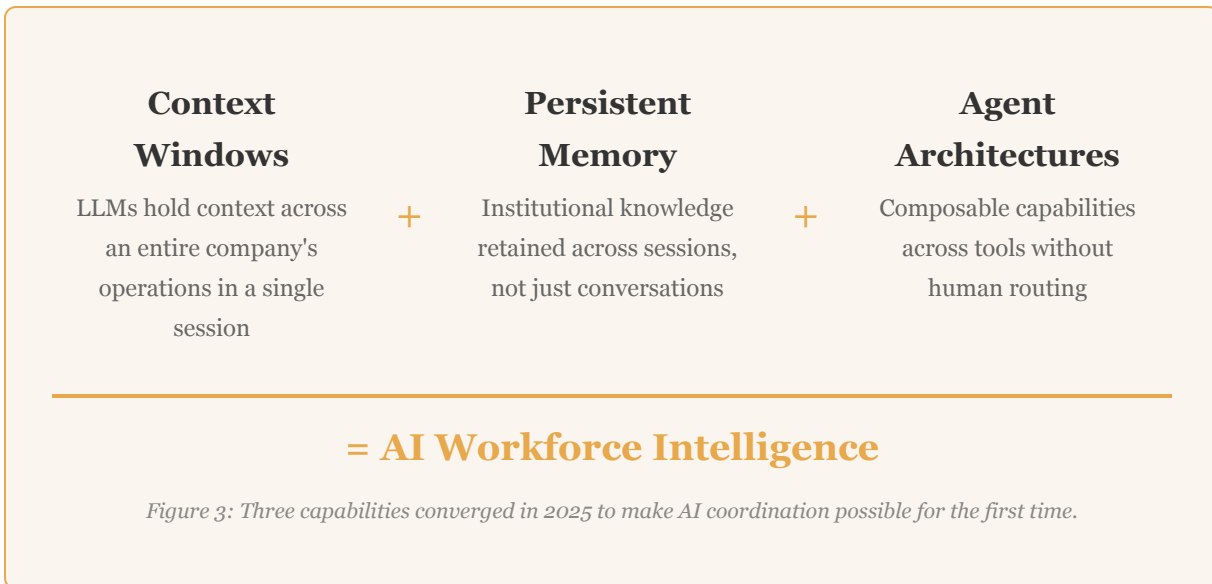 Context
Windows
LLMs hold context across
an entire company's
operations in a single
session
+
Persistent
Memory
Institutional knowledge
retained across sessions,
not just conversations
+
Agent
Architectures
Composable capabilities
across tools without
human routing
= AI Workforce Intelligence
Figure 3: Three capabilities converged in 2025 to make AI coordination possible for the first time.